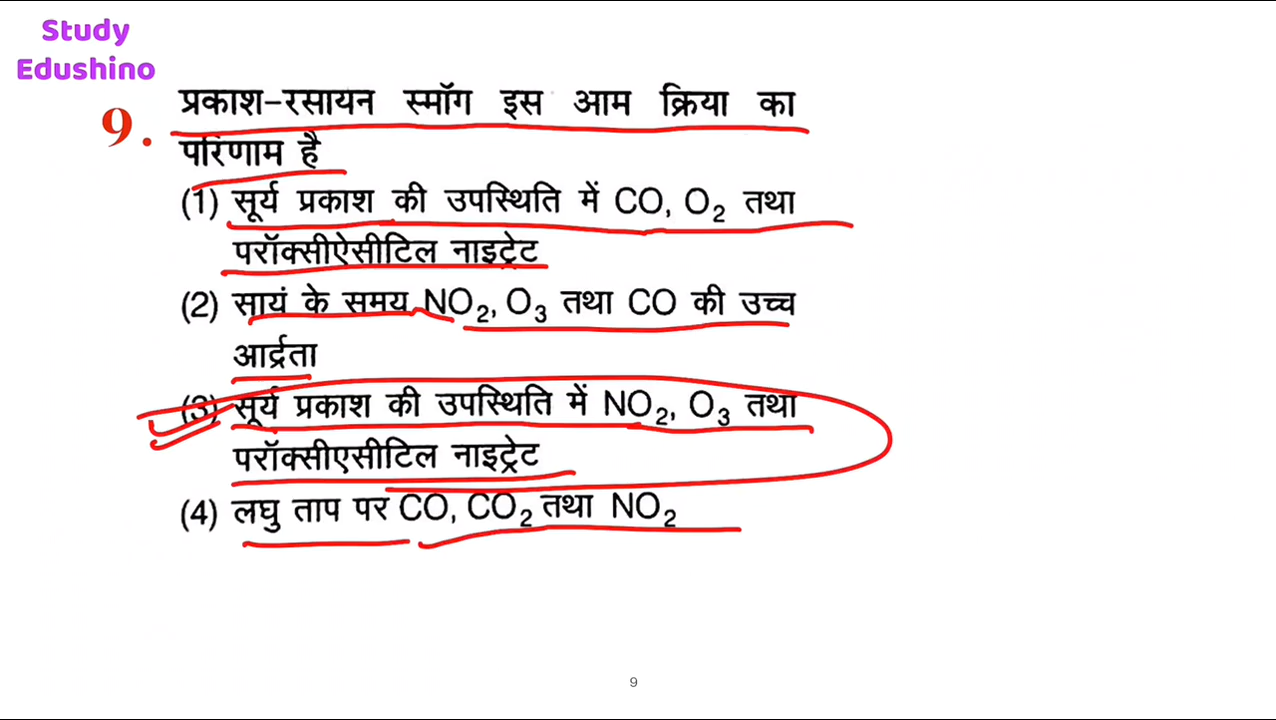 Study
Edushino
9.
प्रकाश-रसायन स्मॉग इस आम क्रिया का
परिणाम है
(1) सूर्य प्रकाश की उपस्थिति में CO, O₂ तथा
परॉक्सीऐसीटिल नाइट्रेट
(2) सायं के समय NO₂, O₃ तथा CO की उच्च
आर्द्रता
(3) सूर्य प्रकाश की उपस्थिति में NO₂, O₃ तथा
परॉक्सीएसीटिल नाइट्रेट
(4) लघु ताप पर CO, CO₂ तथा NO₂
9